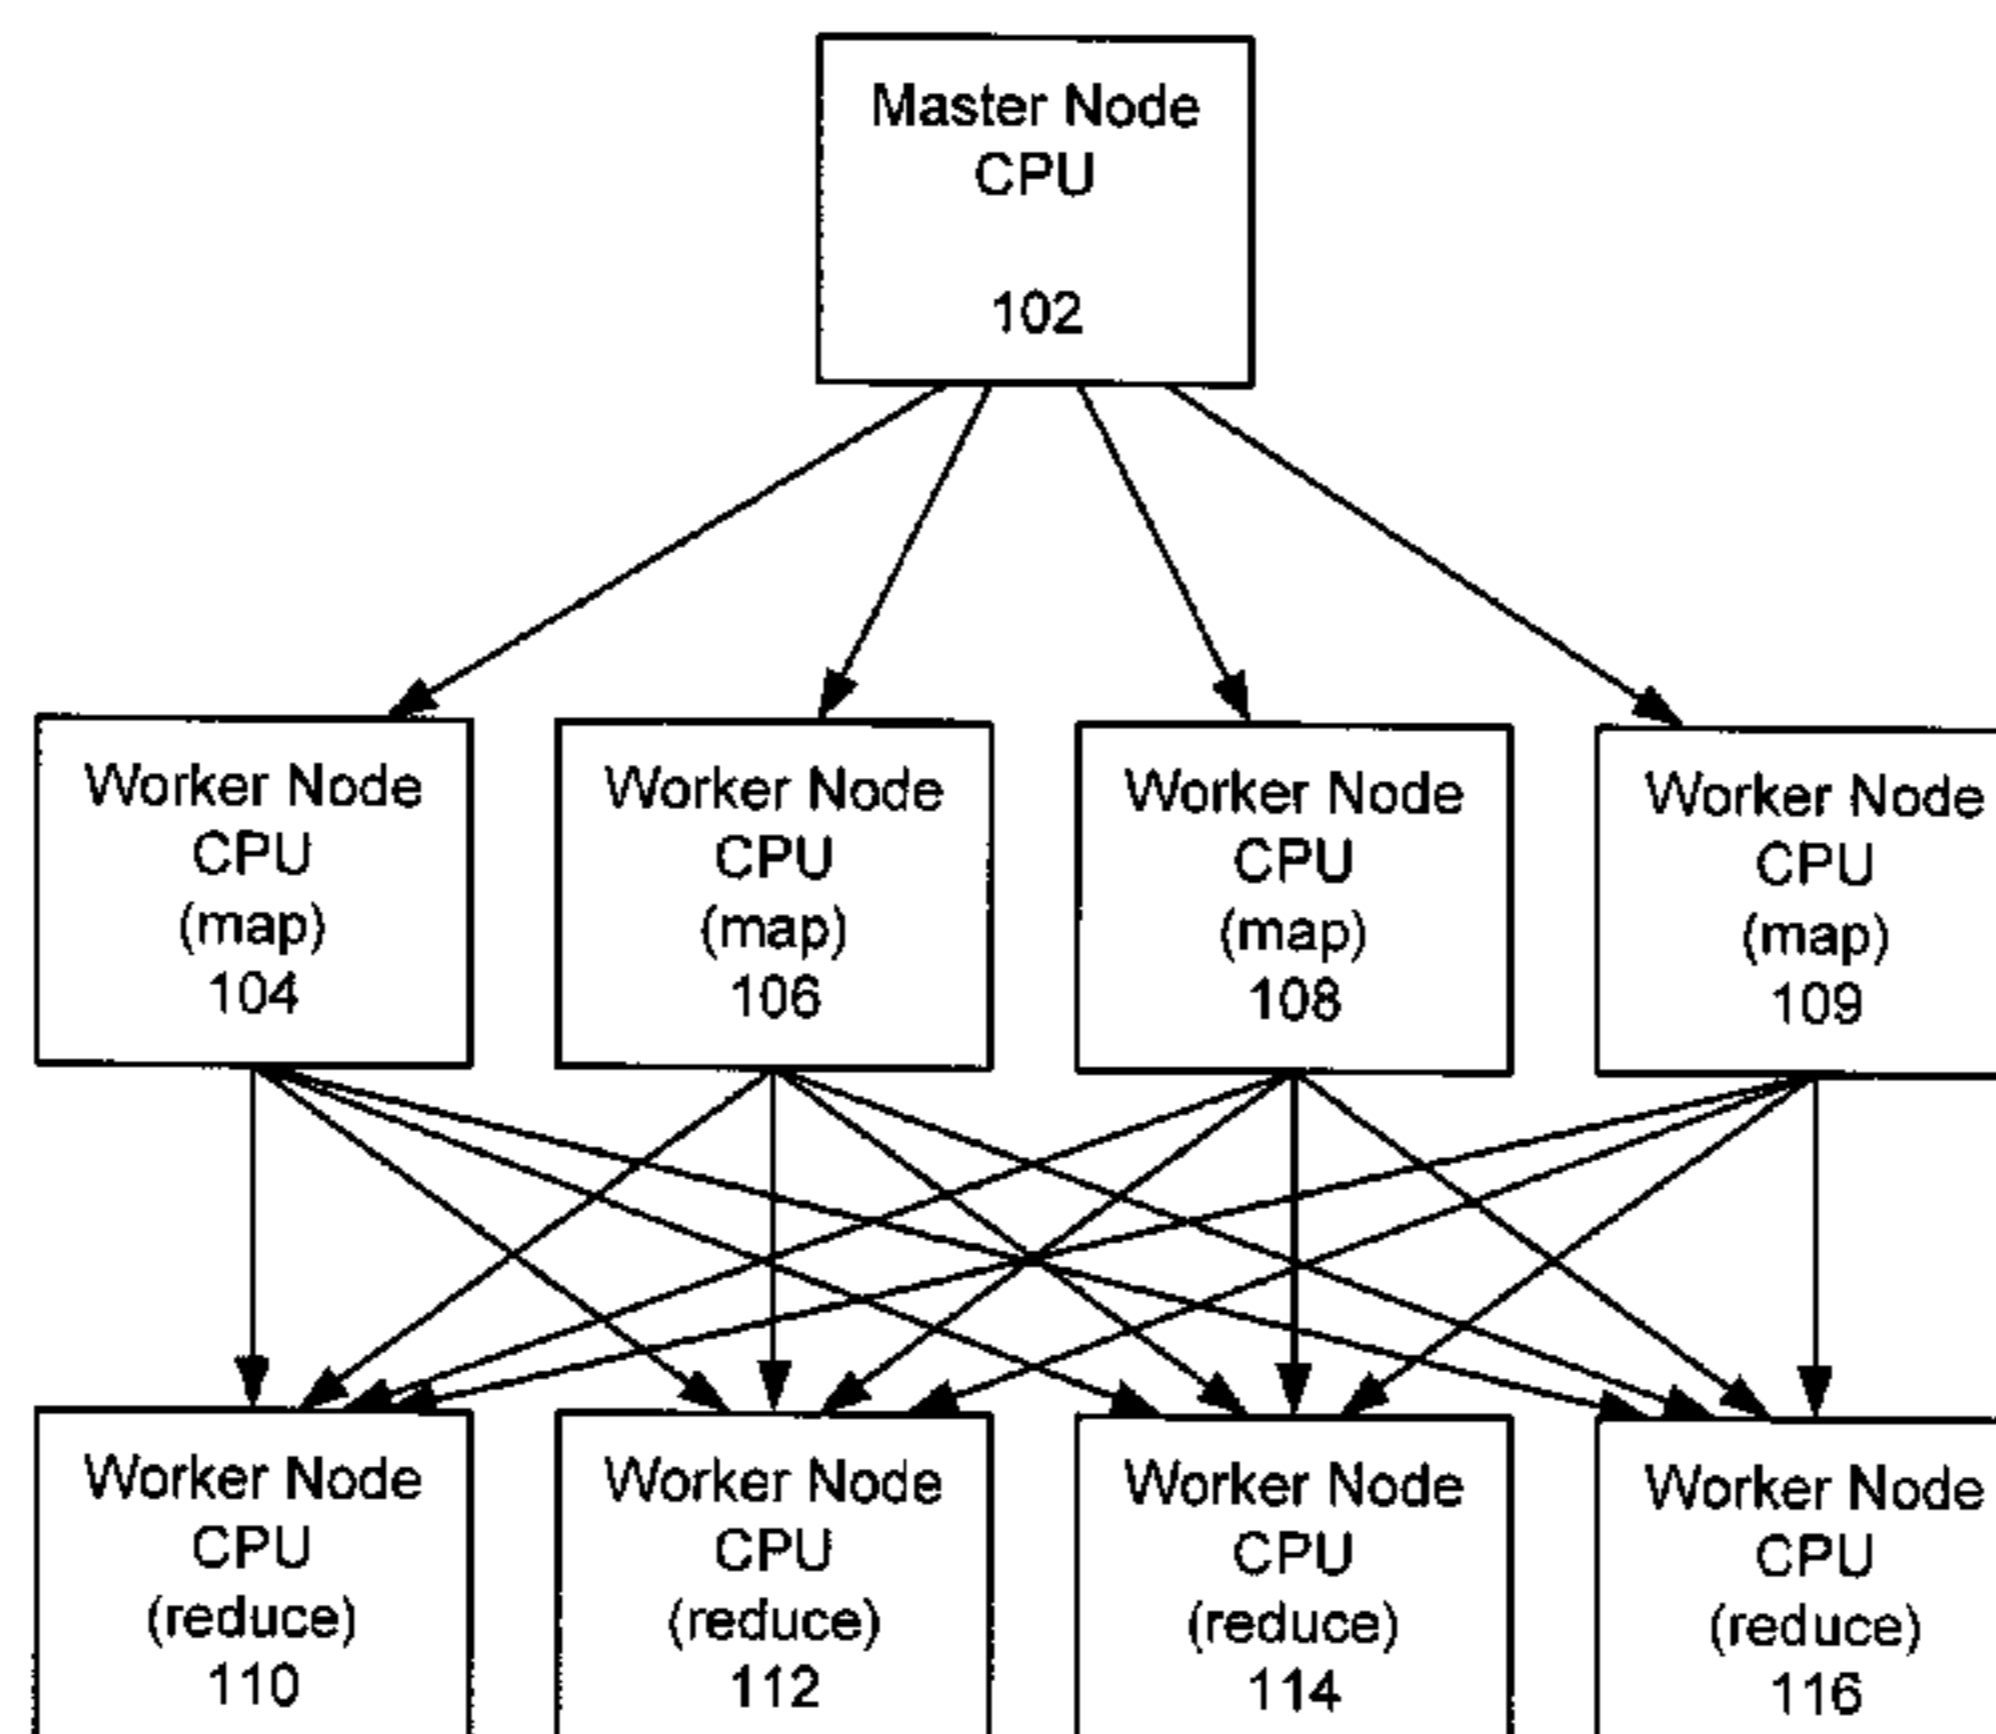 Master Node
CPU
102
Worker Node
CPU
(map)
104
Worker Node
CPU
(map)
106
Worker Node
CPU
(map)
108
Worker Node
CPU
(map)
109
Worker Node
CPU
(reduce)
110
Worker Node
CPU
(reduce)
112
Worker Node
CPU
(reduce)
114
Worker Node
CPU
(reduce)
116